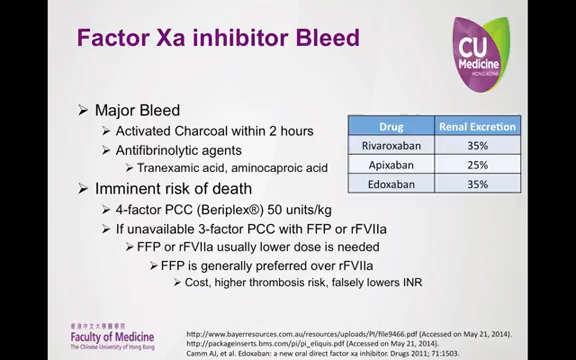 Factor Xa inhibitor Bleed
CU
Medicine
HONG KONG
Major Bleed
Activated Charcoal within 2 hours
Antifibrinolytic agents
Tranexamic acid, aminocaproic acid
Imminent risk of death
4-factor PCC (Beriplex®) 50 units/kg
If unavailable 3-factor PCC with FFP or rFVIIa
FFP or rFVIIa usually lower dose is needed
FFP is generally preferred over rFVIIa
Cost, higher thrombosis risk, falsely lowers INR
Drug Renal Excretion
Rivaroxaban 35%
Apixaban 25%
Edoxaban 35%
香港中文大學醫學院
Faculty of Medicine
The Chinese University of Hong Kong
http://www.bayerresources.com.au/resources/uploads/PI/file9466.pdf (Accessed on May 21, 2014).
http://packageinserts.bms.com/pi/pi_eliquis.pdf (Accessed on May 21, 2014).
Camm AJ, et al. Edoxaban: a new oral direct factor xa inhibitor. Drugs 2011; 71:1503.